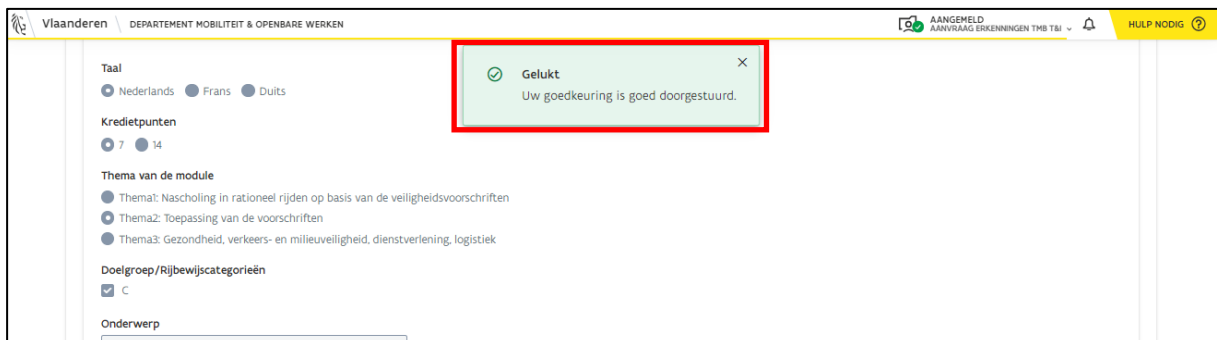 Vlaanderen
DEPARTEMENT MOBILITEIT & OPENBARE WERKEN
AANGEMELD
AANVRAAG ERKENNINGEN TMB T&I
HULP NODIG
Gelukt
Uw goedkeuring is goed doorgestuurd.
Taal
Nederlands Frans Duits
Kredietpunten
7 14
Thema van de module
Thema1: Nascholing in rationeel rijden op basis van de veiligheidsvoorschriften
Thema2: Toepassing van de voorschriften
Thema3: Gezondheid, verkeers- en milieuveiligheid, dienstverlening, logistiek
Doelgroep/Rijbewijscategorieën
C
Onderwerp